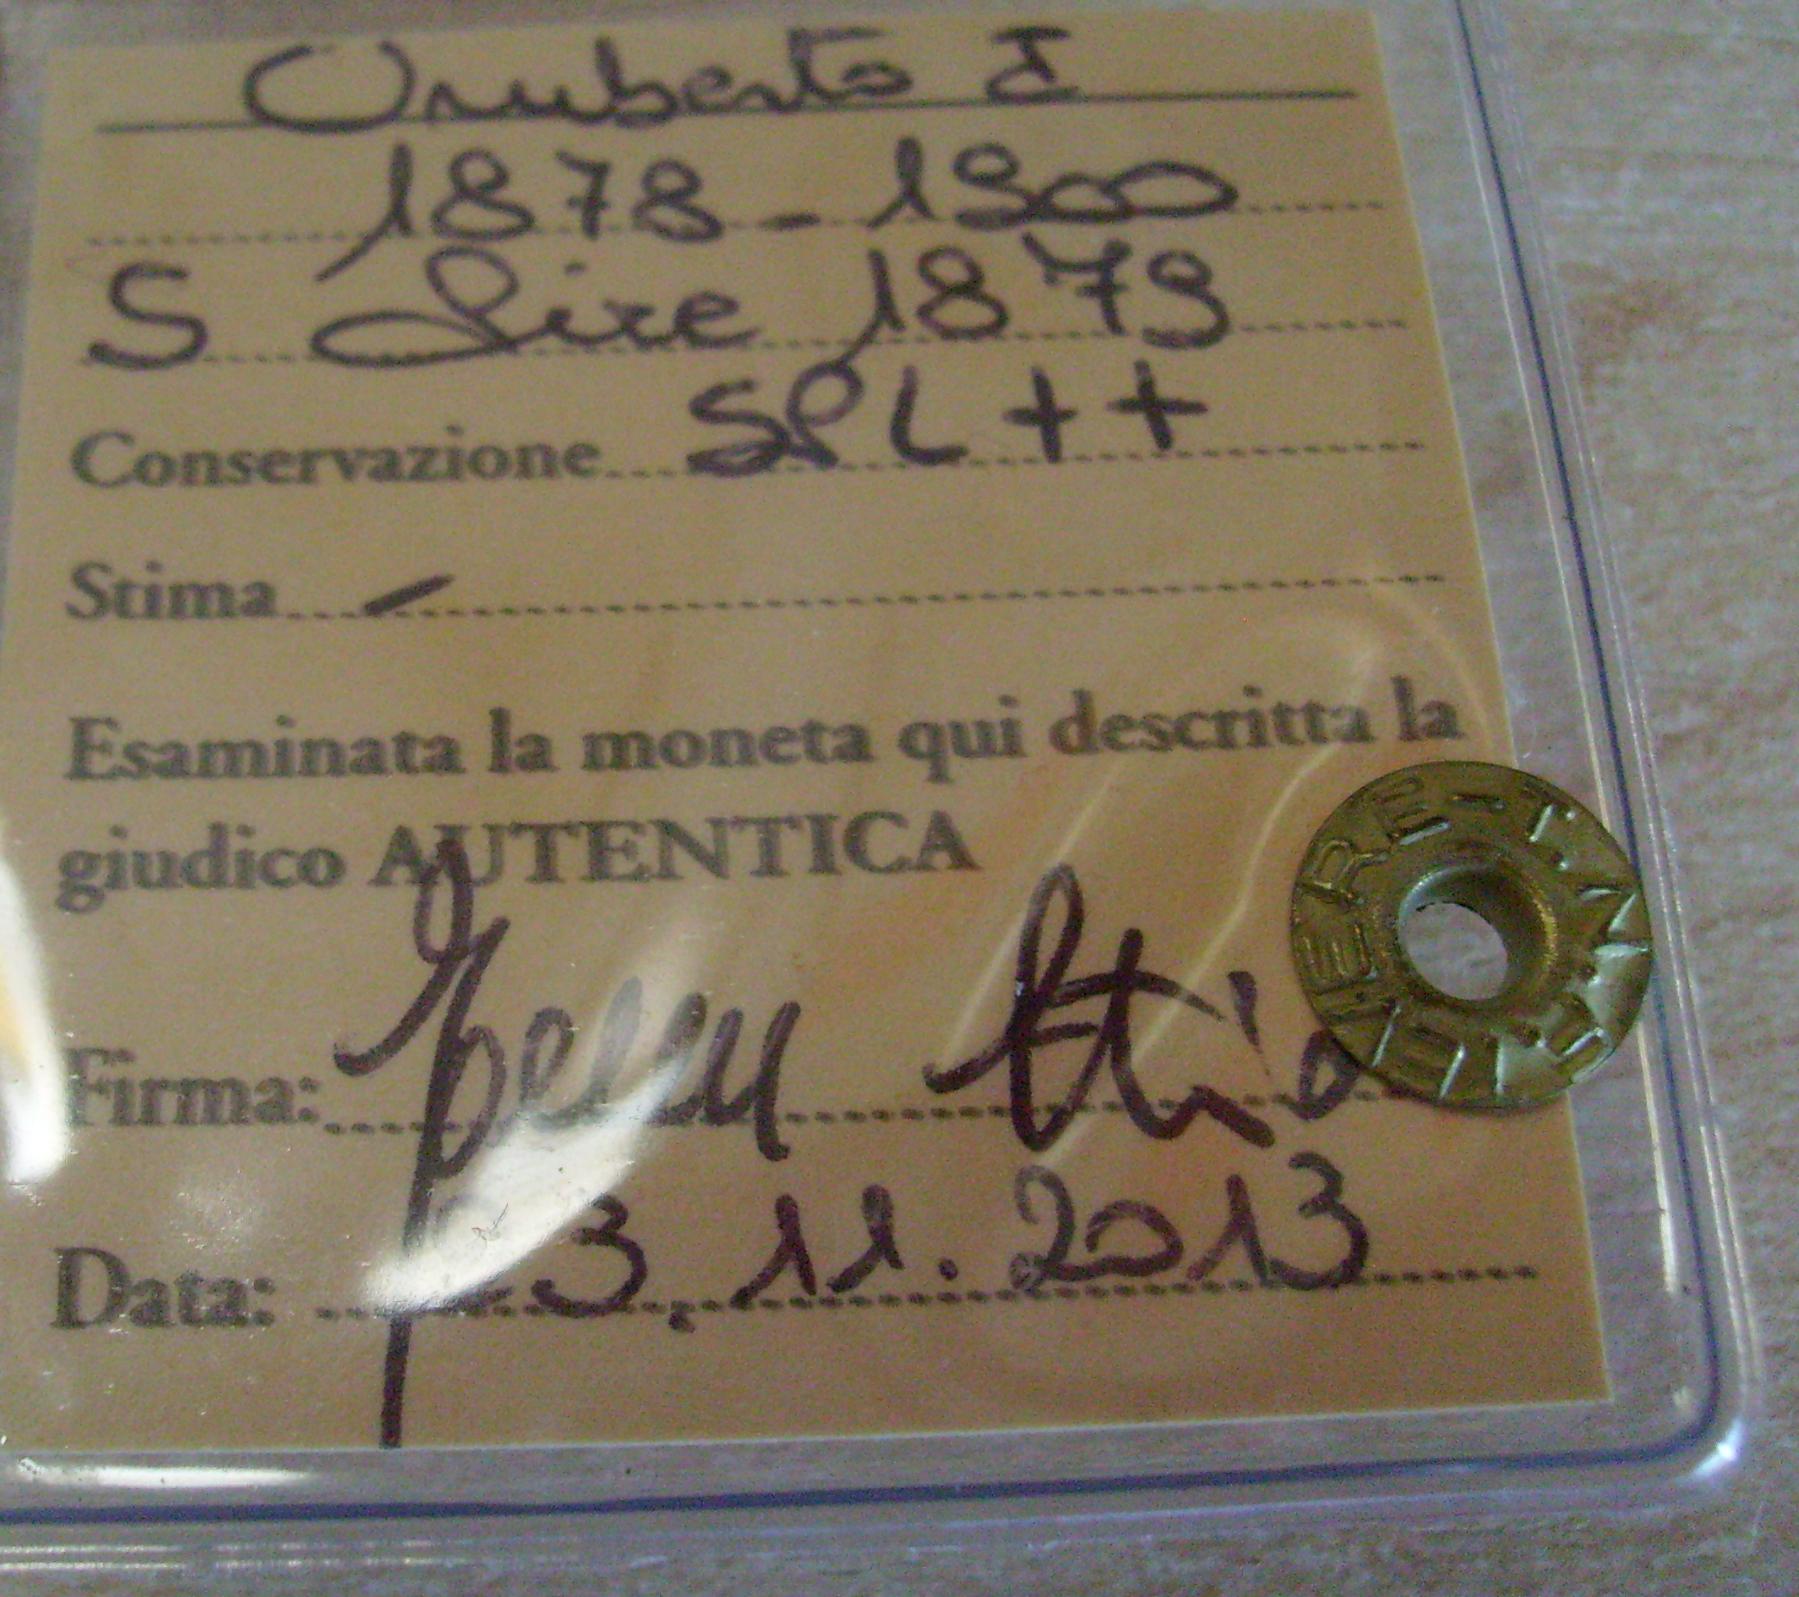 Umberto I
1878 - 1900
5 Lire 1879
Conservazione SPL ++
Stima -
Esaminata la moneta qui descritta la
giudico AUTENTICA
Firma:
Data: 3.11.2013